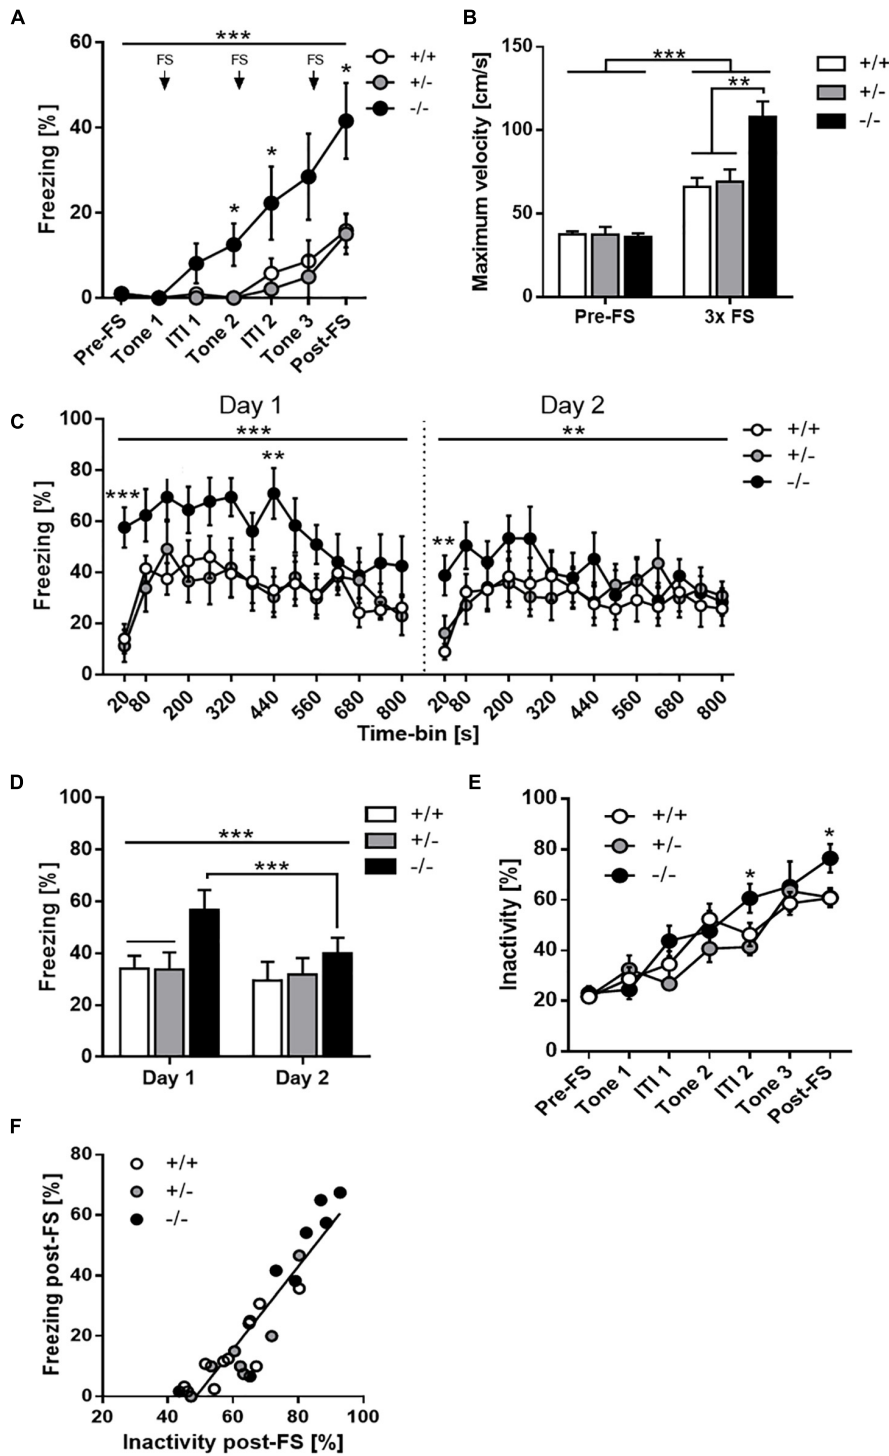 A
60
40
20
0
Freezing [%]
***
FS
FS
FS
*
*
*
+/+
+/-
-/-
Pre-FS
Tone 1
ITI 1
Tone 2
ITI 2
Tone 3
Post-FS
B
150
100
50
0
Maximum velocity [cm/s]
***
**
+/+
+/-
-/-
Pre-FS
3x FS
C
Day 1
Day 2
100
80
60
40
20
0
Freezing [%]
***
***
**
**
**
+/+
+/-
-/-
20
80
200
320
440
560
680
800
20
80
200
320
440
560
680
800
Time-bin [s]
D
100
80
60
40
20
0
Freezing [%]
***
***
+/+
+/-
-/-
Day 1
Day 2
E
100
80
60
40
20
0
Inactivity [%]
+/+
+/-
-/-
*
*
Pre-FS
Tone 1
ITI 1
Tone 2
ITI 2
Tone 3
Post-FS
F
80
60
40
20
0
Freezing post-FS [%]
+/+
+/-
-/-
20
40
60
80
100
Inactivity post-FS [%]